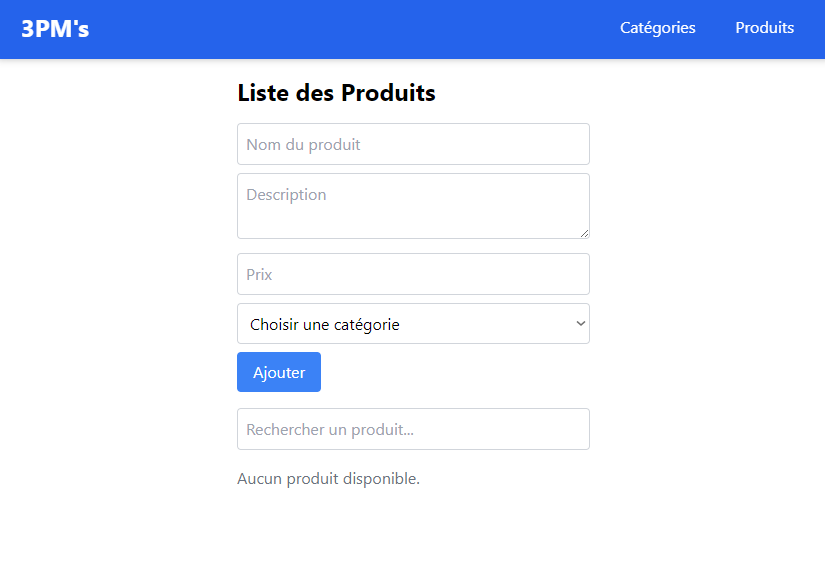 3PM's
Catégories
Produits
Liste des Produits
Nom du produit
Description
Prix
Choisir une catégorie
Ajouter
Rechercher un produit...
Aucun produit disponible.